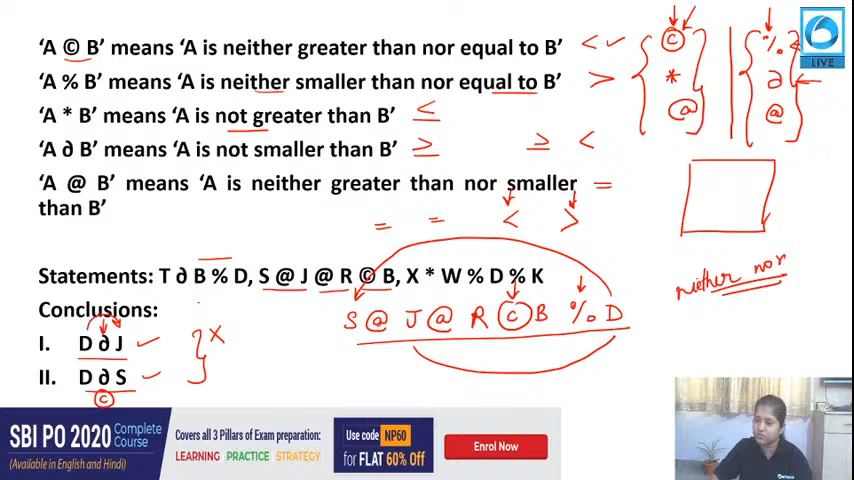 'A © B' means 'A is neither greater than nor equal to B' <
'A % B' means 'A is neither smaller than nor equal to B' >
'A * B' means 'A is not greater than B' ≤
'A ∂ B' means 'A is not smaller than B' ≥ ≥ <
'A @ B' means 'A is neither greater than nor smaller =
than B'
= = < >
© %
* ∂
@ @
LIVE
niether nor
Statements: T ∂ B % D, S @ J @ R © B, X * W % D % K
S @ J @ R © B % D
Conclusions:
I. D ∂ J
II. D ∂ S
©
X
SBI PO 2020 Complete Course
(Available in English and Hindi)
Covers all 3 Pillars of Exam preparation:
LEARNING PRACTICE STRATEGY
Use code NP60
for FLAT 60% Off
Enrol Now